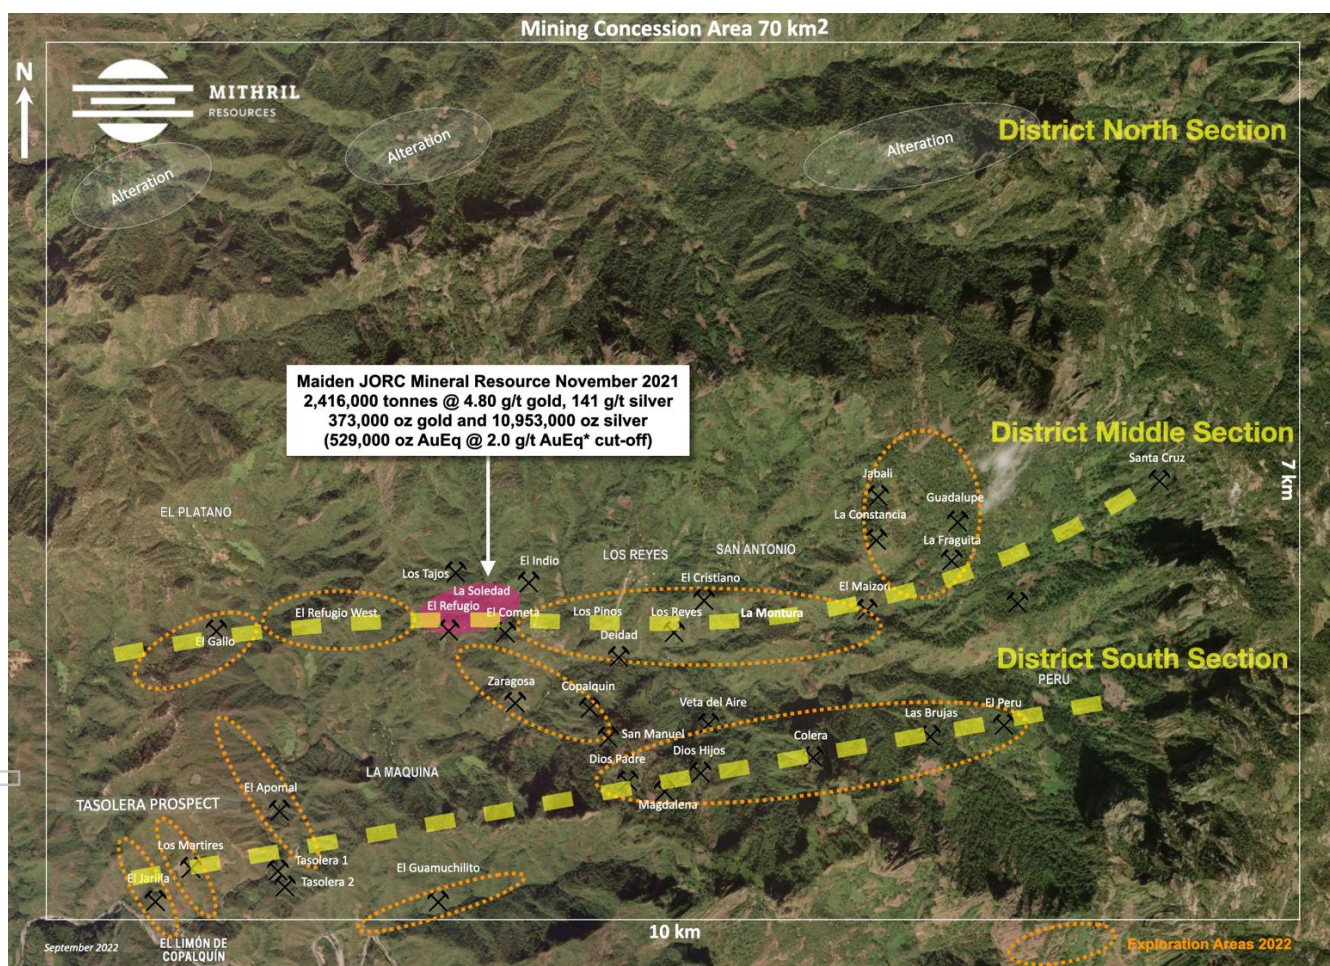 Mining Concession Area 70 km2
N
MITHRIL
RESOURCES
Alteration
Alteration
Alteration
District North Section
Maiden JORC Mineral Resource November 2021
2,416,000 tonnes @ 4.80 g/t gold, 141 g/t silver
373,000 oz gold and 10,953,000 oz silver
(529,000 oz AuEq @ 2.0 g/t AuEq* cut-off)
District Middle Section
Santa Cruz
7 km
Jabali
Guadalupe
La Constancia
La Fraguita
EL PLATANO
LOS REYES
SAN ANTONIO
Los Tajos
El Indio
La Soledad
El Cristiano
El Maizon
El Refugio West
El Refugio
El Cometa
Los Pinos
Los Reyes
La Montura
El Gallo
Deidad
District South Section
PERU
Zaragosa
Copalquin
Veta del Aire
Las Brujas
El Peru
San Manuel
Colera
Dios Padre
Dios Hijos
LA MAQUINA
El Apomal
Magdalena
TASOLERA PROSPECT
Los Martires
Tasolera 1
El Jarilla
Tasolera 2
El Guamuchilito
10 km
September 2022
EL LIMÓN DE
COPALQUÍN
Exploration Areas 2022